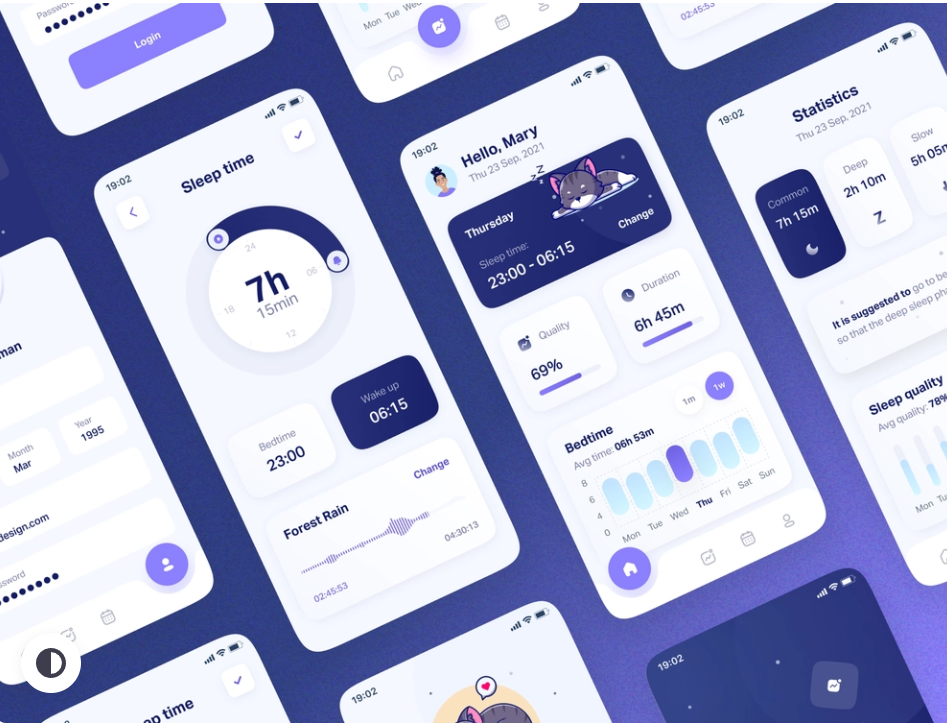 Password
Login
Mon Tue Wed
02:45:53
19:02
Sleep time
24
06
18
12
7h
15min
Bedtime
23:00
Wake up
06:15
Forest Rain
Change
02:45:53
04:30:13
19:02
Hello, Mary
Thu 23 Sep, 2021
z z z
Thursday
Sleep time:
23:00 - 06:15
Change
Quality
69%
Duration
6h 45m
Bedtime
Avg time: 06h 53m
1m
1w
8
6
4
0
Mon Tue Wed Thu Fri Sat Sun
19:02
Statistics
Thu 23 Sep, 2021
Common
7h 15m
Deep
2h 10m
Z
Slow
5h 05m
It is suggested to go to be
so that the deep sleep pha
Sleep quality
Avg quality: 78%
Mon Tu
man
Month
Mar
Year
1995
design.com
ssword
19:02
ep time
19:02
19:02